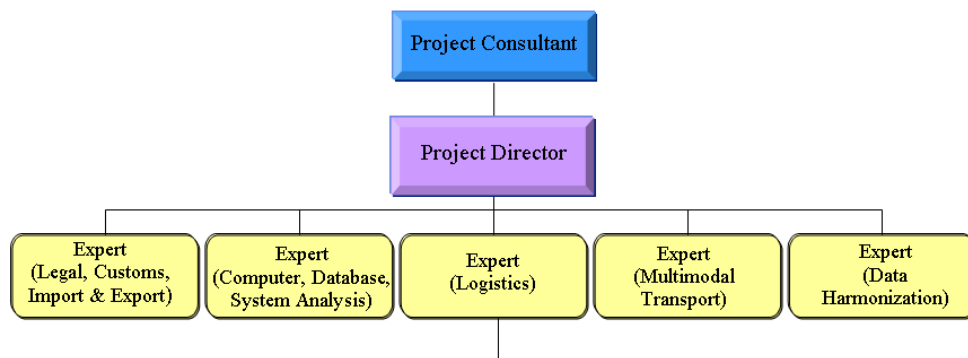 Project Consultant
Project Director
Expert
(Legal, Customs,
Import & Export)
Expert
(Computer, Database,
System Analysis)
Expert
(Logistics)
Expert
(Multimodal
Transport)
Expert
(Data
Harmonization)